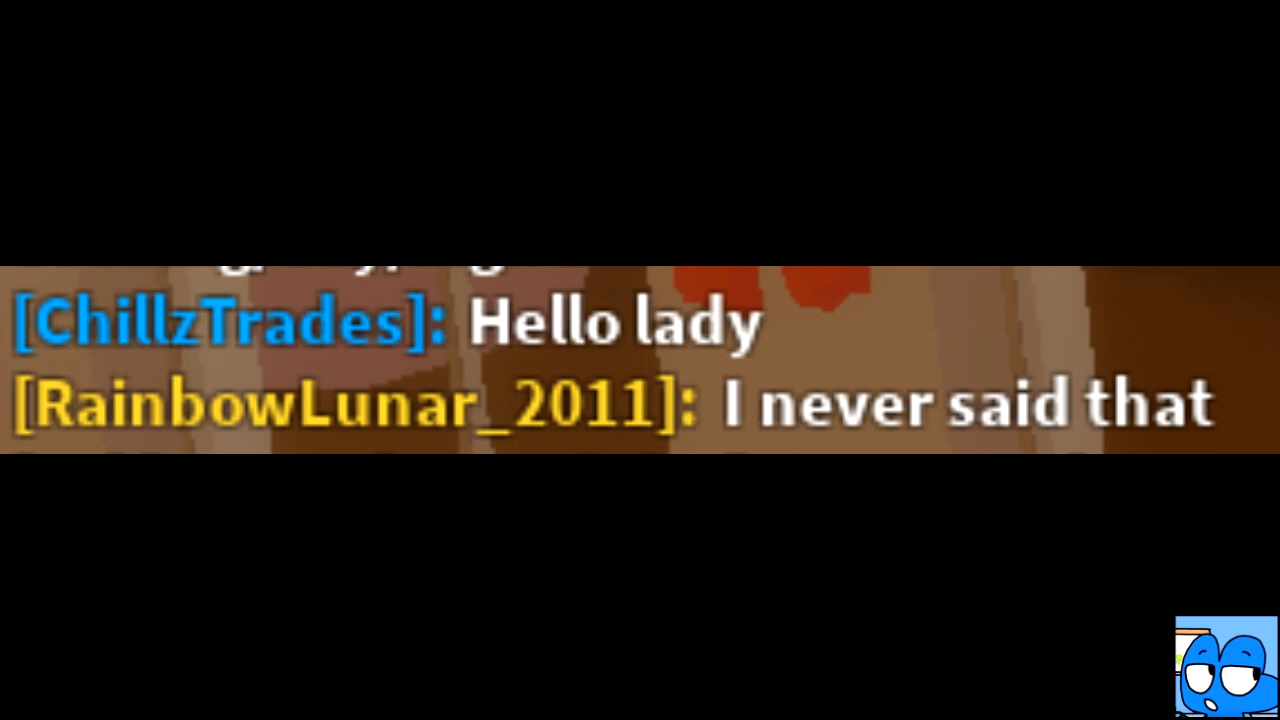 [ChillzTrades]: Hello lady
[RainbowLunar_2011]: I never said that